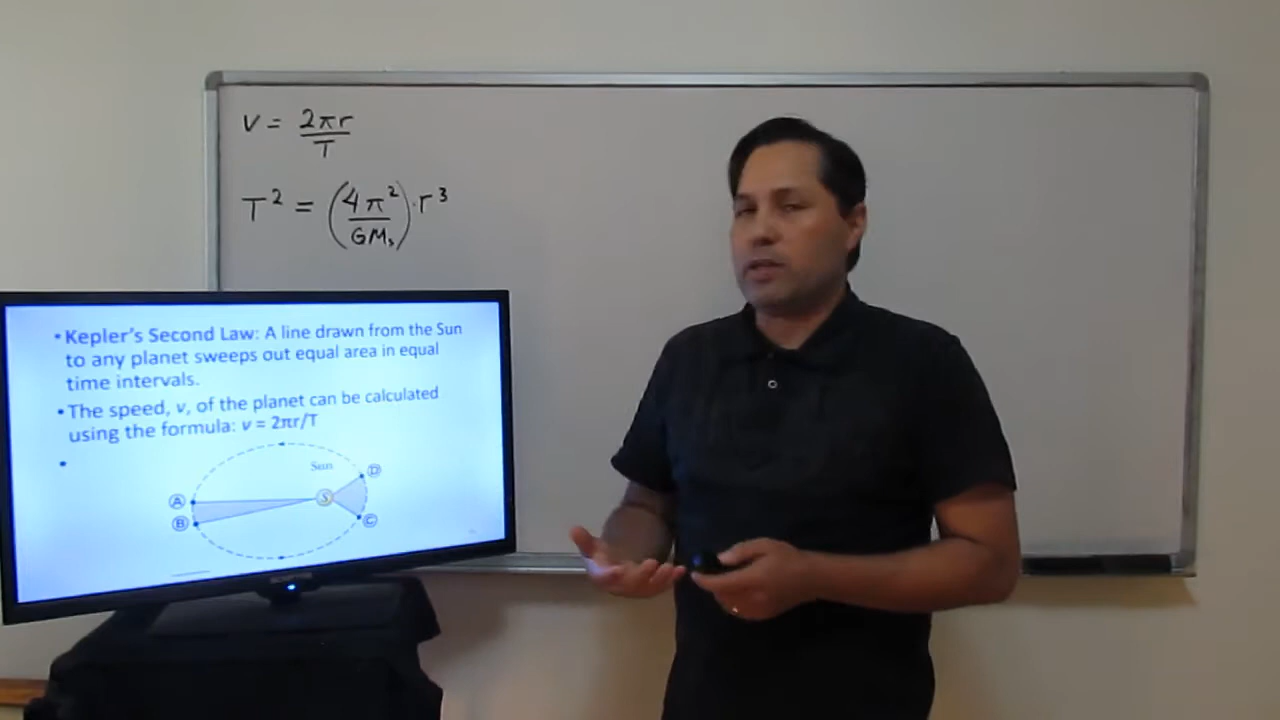 v = 2πr/T
T² = (4π²/GMₛ)·r³
• Kepler's Second Law: A line drawn from the Sun
to any planet sweeps out equal area in equal
time intervals.
• The speed, v, of the planet can be calculated
using the formula: v = 2πr/T
•
Sun
D
A
S
B
C